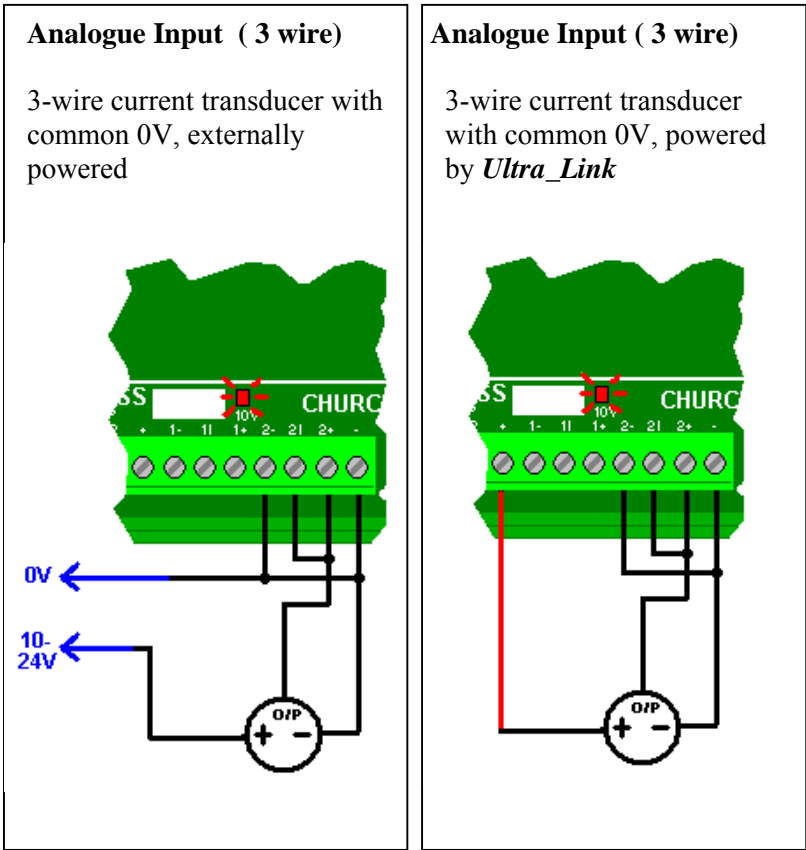 Analogue Input ( 3 wire)
3-wire current transducer with
common 0V, externally
powered
SS
10V
CHURC
+ 1- 1I 1+ 2- 2I 2+ -
0V
10-
24V
O/P
+ -
Analogue Input ( 3 wire)
3-wire current transducer
with common 0V, powered
by Ultra_Link
SS
10V
CHURC
+ 1- 1I 1+ 2- 2I 2+ -
O/P
+ -